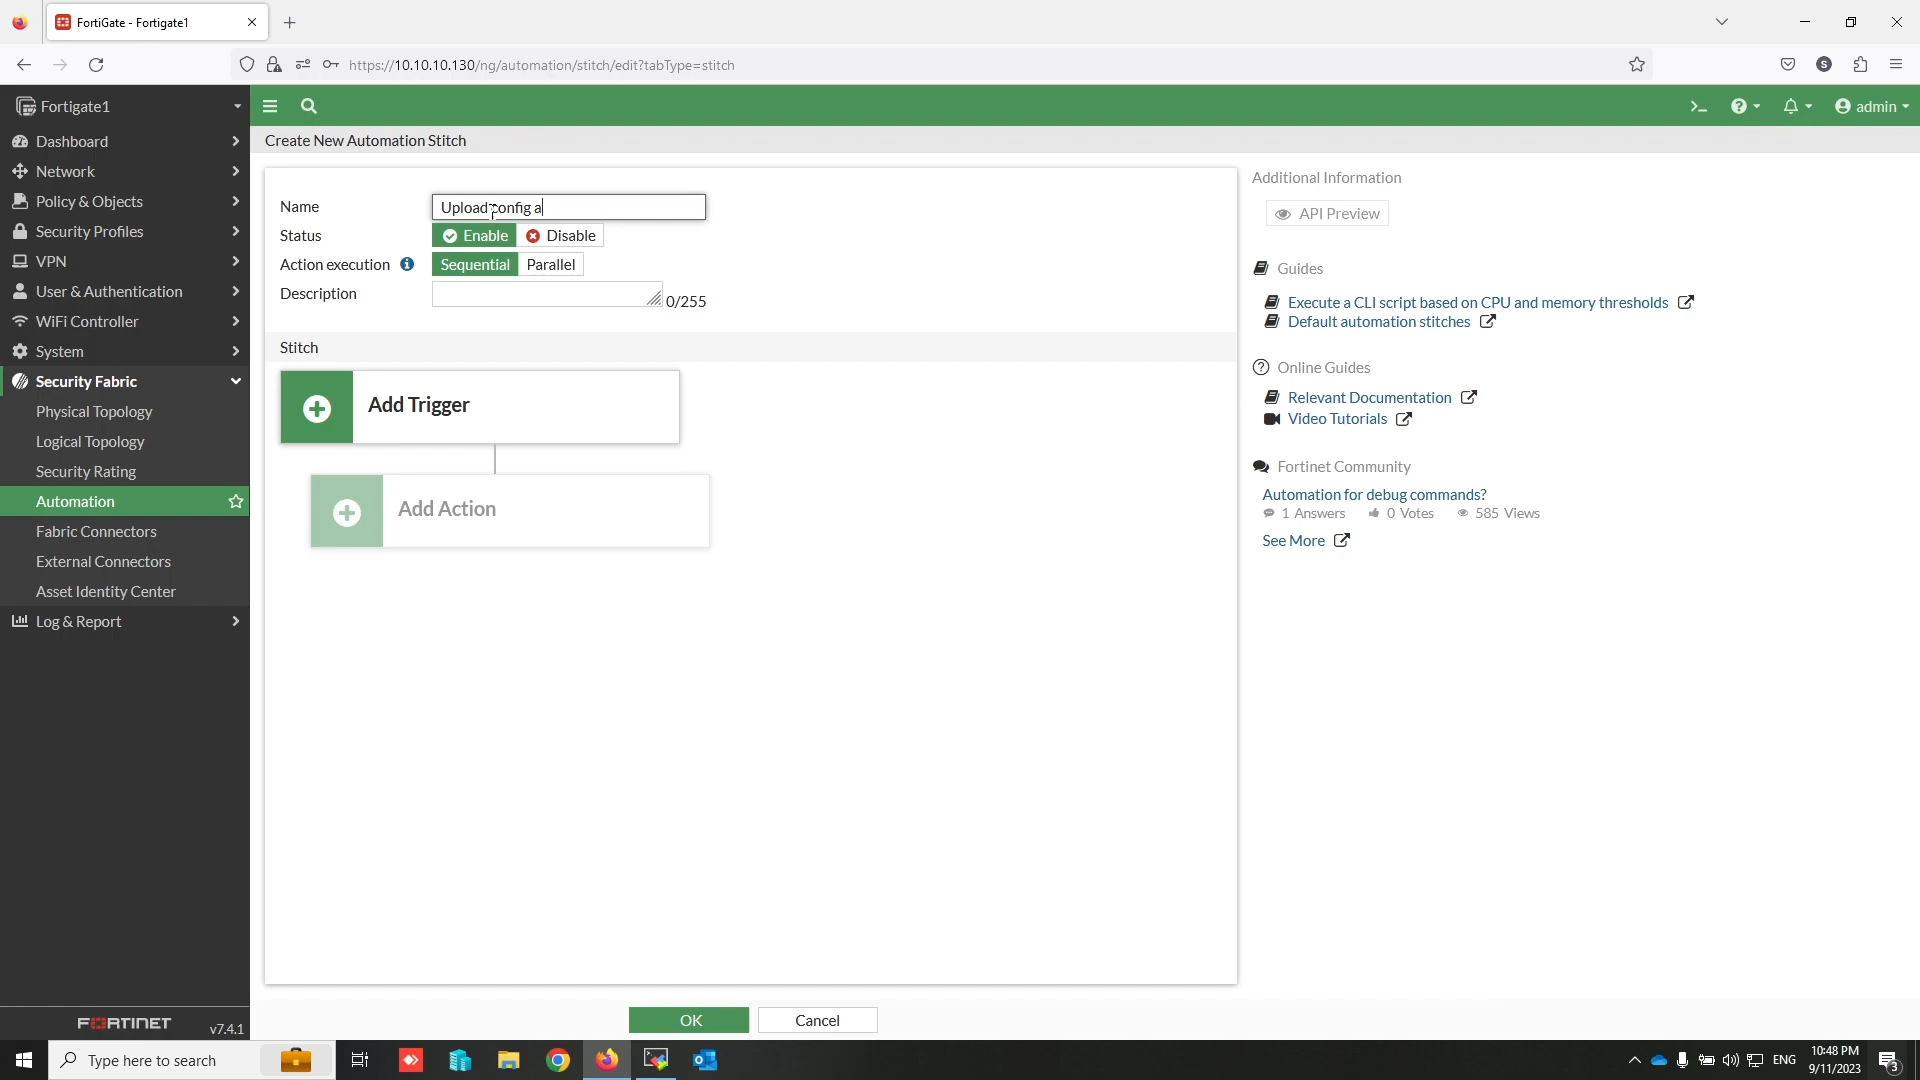 FortiGate - Fortigate1
https://10.10.10.130/ng/automation/stitch/edit?tabType=stitch
S
Fortigate1
admin
Dashboard
Network
Policy & Objects
Security Profiles
VPN
User & Authentication
WiFi Controller
System
Security Fabric
Physical Topology
Logical Topology
Security Rating
Automation
Fabric Connectors
External Connectors
Asset Identity Center
Log & Report
FORTINET
v7.4.1
Create New Automation Stitch
Name
Upload config a
Status
Enable
Disable
Action execution
Sequential
Parallel
Description
0/255
Stitch
Add Trigger
Add Action
OK
Cancel
Additional Information
API Preview
Guides
Execute a CLI script based on CPU and memory thresholds
Default automation stitches
Online Guides
Relevant Documentation
Video Tutorials
Fortinet Community
Automation for debug commands?
1 Answers
0 Votes
585 Views
See More
Type here to search
ENG
10:48 PM
9/11/2023
3